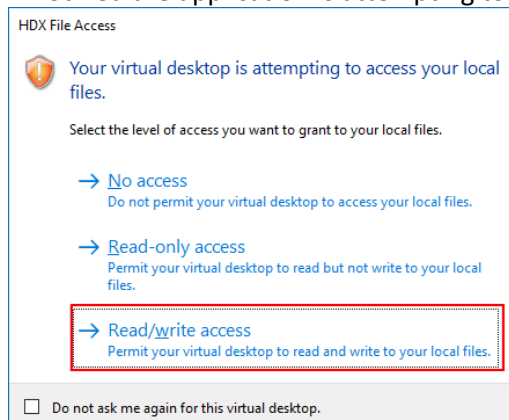 HDX File Access
Your virtual desktop is attempting to access your local
files.
Select the level of access you want to grant to your local files.
→ No access
Do not permit your virtual desktop to access your local files.
→ Read-only access
Permit your virtual desktop to read but not write to your local
files.
→ Read/write access
Permit your virtual desktop to read and write to your local files.
Do not ask me again for this virtual desktop.